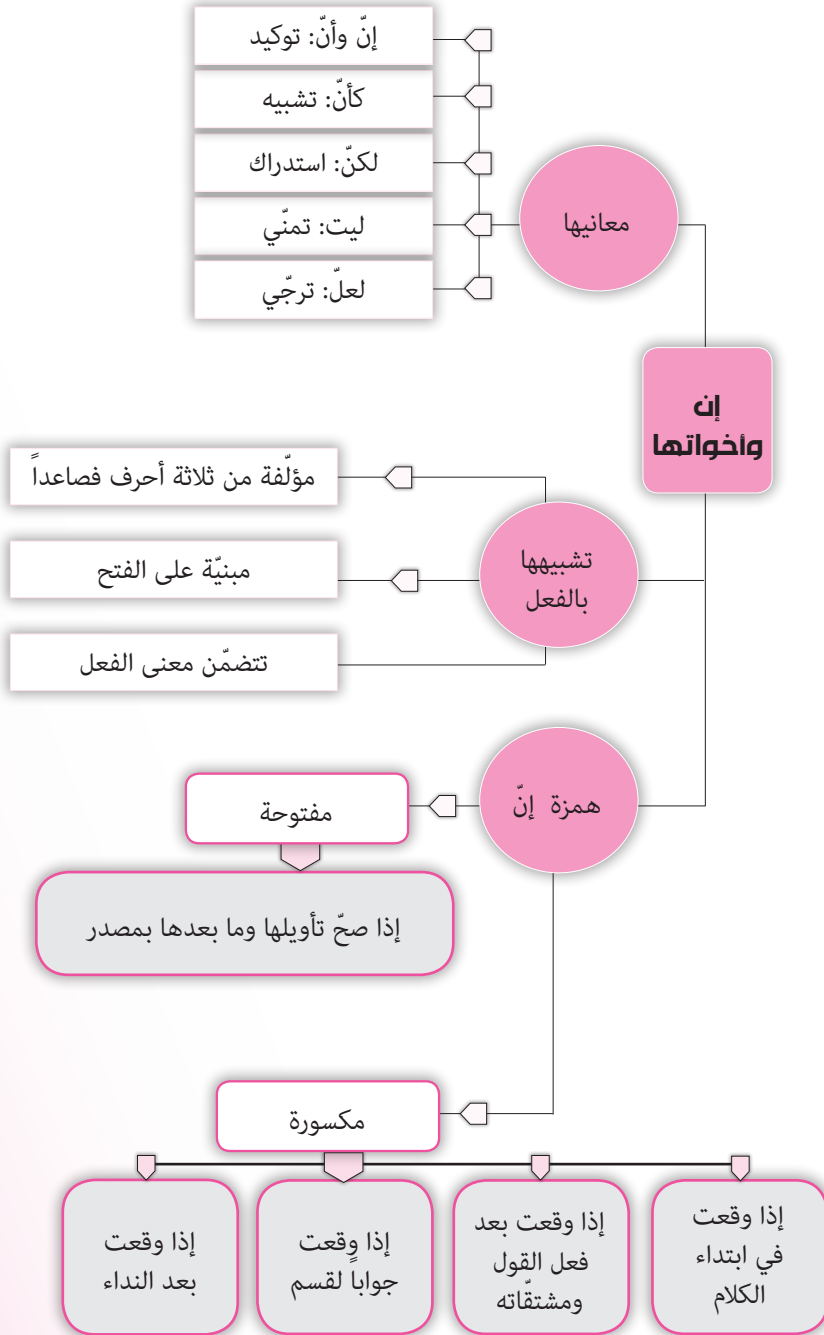 إن
وأخواتها
معانيها
إنّ وأنّ: توكيد
كأنّ: تشبيه
لكنّ: استدراك
ليت: تمنّي
لعلّ: ترجّي
تشبيهها
بالفعل
مؤلّفة من ثلاثة أحرف فصاعداً
مبنيّة على الفتح
تتضمّن معنى الفعل
همزة إنّ
مفتوحة
إذا صحّ تأويلها وما بعدها بمصدر
مكسورة
إذا وقعت
في ابتداء
الكلام
إذا وقعت بعد
فعل القول
ومشتقّاته
إذا وقعت
جواباً لقسم
إذا وقعت
بعد النداء